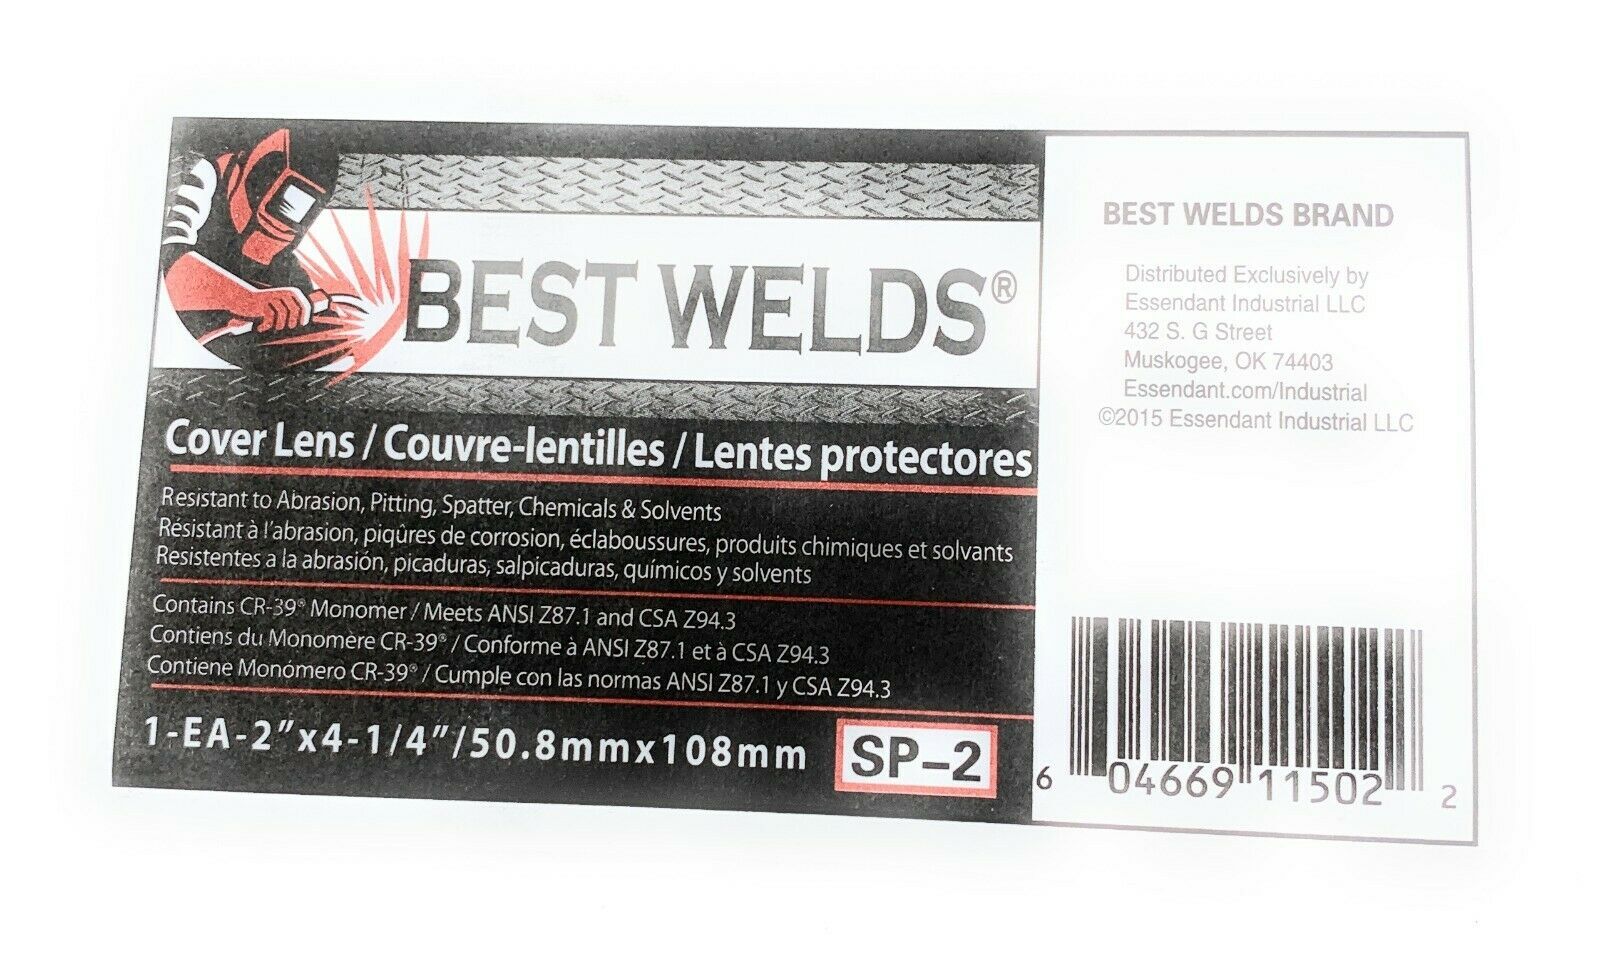 BEST WELDS®
Cover Lens / Couvre-lentilles / Lentes protectores
Resistant to Abrasion, Pitting, Spatter, Chemicals & Solvents
Résistant à l'abrasion, piqûres de corrosion, éclaboussures, produits chimiques et solvants
Resistentes a la abrasión, picaduras, salpicaduras, químicos y solvents
Contains CR-39® Monomer / Meets ANSI Z87.1 and CSA Z94.3
Contiens du Monomère CR-39® / Conforme à ANSI Z87.1 et à CSA Z94.3
Contiene Monómero CR-39® / Cumple con las normas ANSI Z87.1 y CSA Z94.3
1-EA-2”x4-1/4”/50.8mmx108mm
SP-2
BEST WELDS BRAND
Distributed Exclusively by
Essendant Industrial LLC
432 S. G Street
Muskogee, OK 74403
Essendant.com/Industrial
©2015 Essendant Industrial LLC
6 04669 11502 2